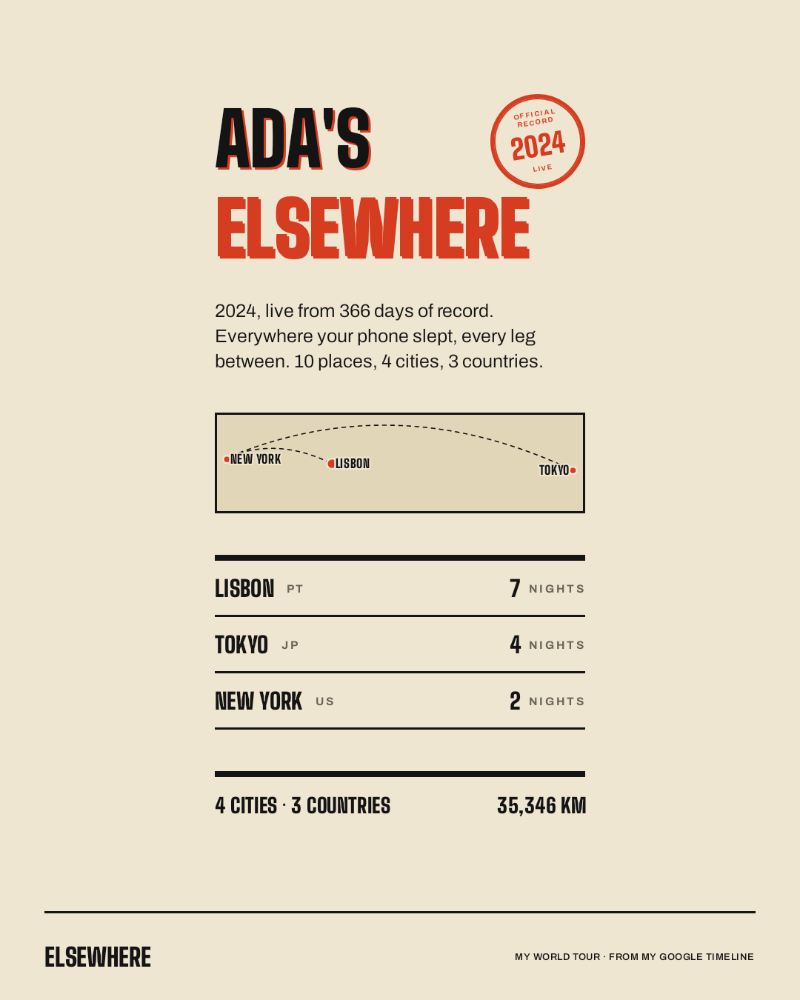 ADA'S
OFFICIAL
RECORD
2024
LIVE
ELSEWHERE
2024, live from 366 days of record.
Everywhere your phone slept, every leg
between. 10 places, 4 cities, 3 countries.
NEW YORK
LISBON
TOKYO
LISBON PT 7 NIGHTS
TOKYO JP 4 NIGHTS
NEW YORK US 2 NIGHTS
4 CITIES · 3 COUNTRIES 35,346 KM
ELSEWHERE
MY WORLD TOUR · FROM MY GOOGLE TIMELINE